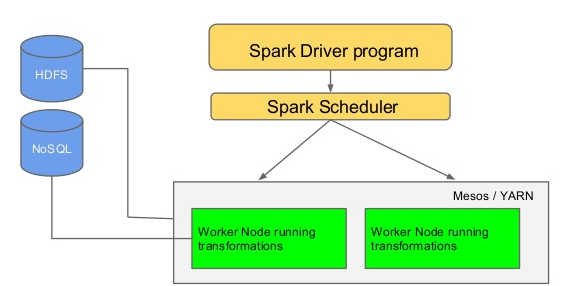 HDFS
NoSQL
Spark Driver program
Spark Scheduler
Mesos / YARN
Worker Node running
transformations
Worker Node running
transformations